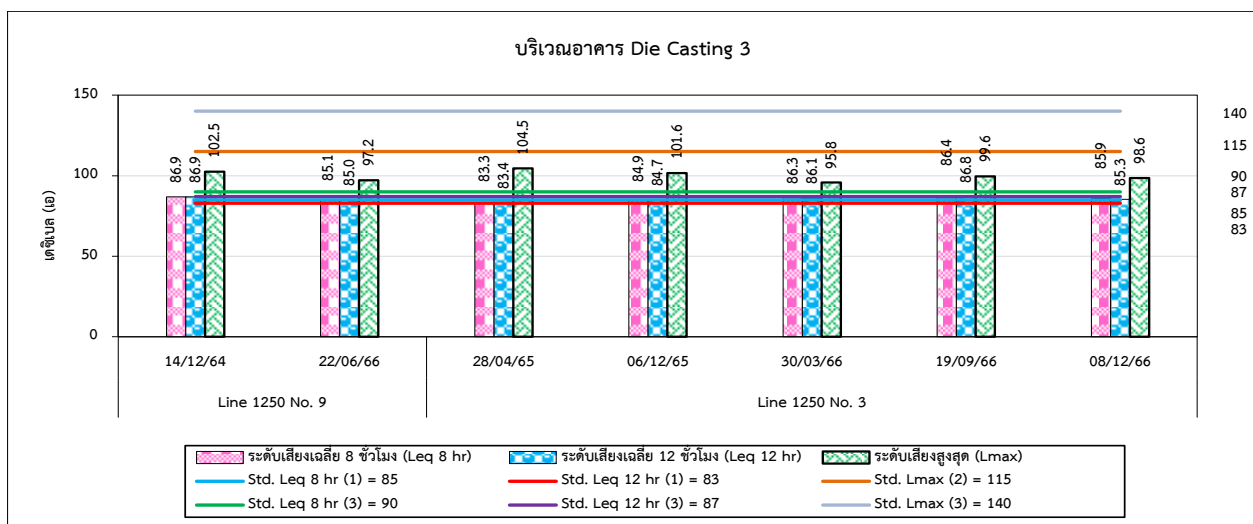 บริเวณอาคาร Die Casting 3
เดซิเบล (เอ)
150
100
50
0
86.9 86.9 102.5 85.1 85.0 97.2 83.3 83.4 104.5 84.9 84.7 101.6 86.3 86.1 95.8 86.4 86.8 99.6 85.9 85.3 98.6
140
115
90
87
85
83
14/12/64 22/06/66 28/04/65 06/12/65 30/03/66 19/09/66 08/12/66
Line 1250 No. 9 Line 1250 No. 3
ระดับเสียงเฉลี่ย 8 ชั่วโมง (Leq 8 hr) ระดับเสียงเฉลี่ย 12 ชั่วโมง (Leq 12 hr) ระดับเสียงสูงสุด (Lmax)
Std. Leq 8 hr (1) = 85 Std. Leq 12 hr (1) = 83 Std. Lmax (2) = 115
Std. Leq 8 hr (3) = 90 Std. Leq 12 hr (3) = 87 Std. Lmax (3) = 140